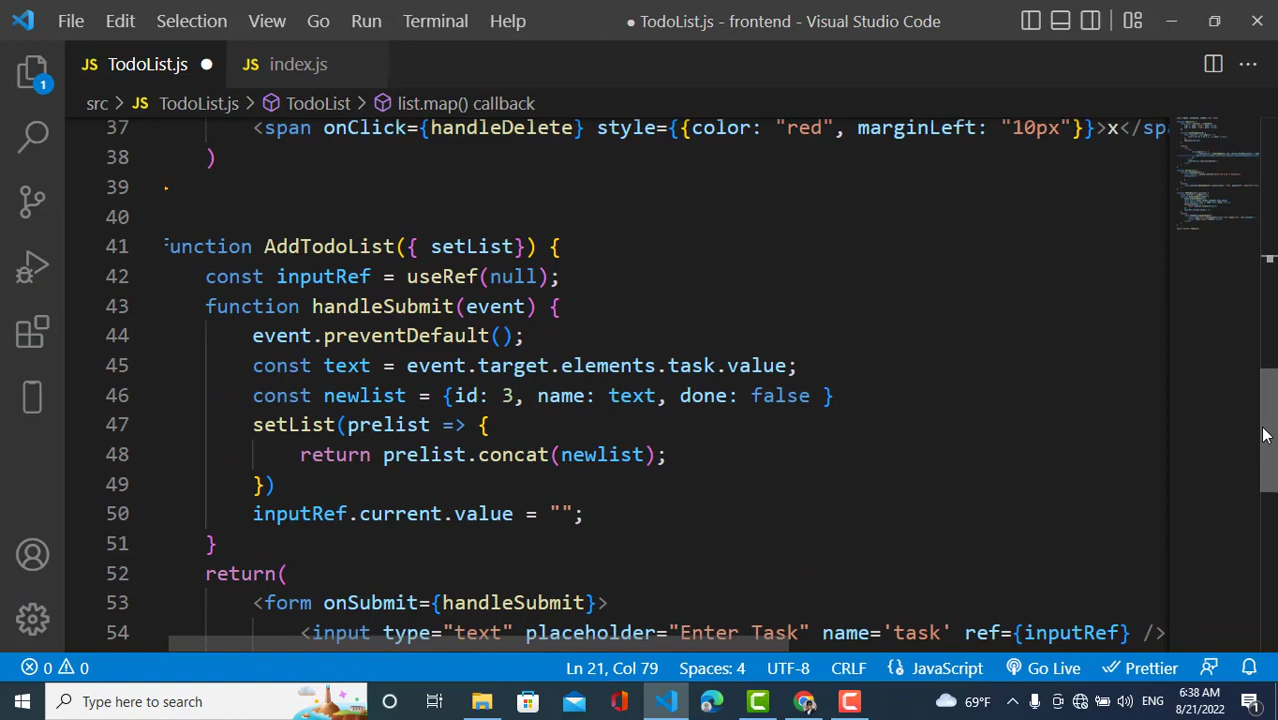 File Edit Selection View Go Run Terminal Help ● TodoList.js - frontend - Visual Studio Code
JS TodoList.js ● JS index.js
src > JS TodoList.js > TodoList > list.map() callback
37 <span onClick={handleDelete} style={{color: "red", marginLeft: "10px"}}>x</spa
38 )
39
40
41 function AddTodoList({ setList}) {
42 const inputRef = useRef(null);
43 function handleSubmit(event) {
44 event.preventDefault();
45 const text = event.target.elements.task.value;
46 const newlist = {id: 3, name: text, done: false }
47 setList(prelist => {
48 return prelist.concat(newlist);
49 })
50 inputRef.current.value = "";
51 }
52 return(
53 <form onSubmit={handleSubmit}>
54 <input type="text" placeholder="Enter Task" name='task' ref={inputRef} />
1
0 0 Ln 21, Col 79 Spaces: 4 UTF-8 CRLF JavaScript Go Live Prettier
Type here to search 69°F ENG 6:38 AM
8/21/2022 1